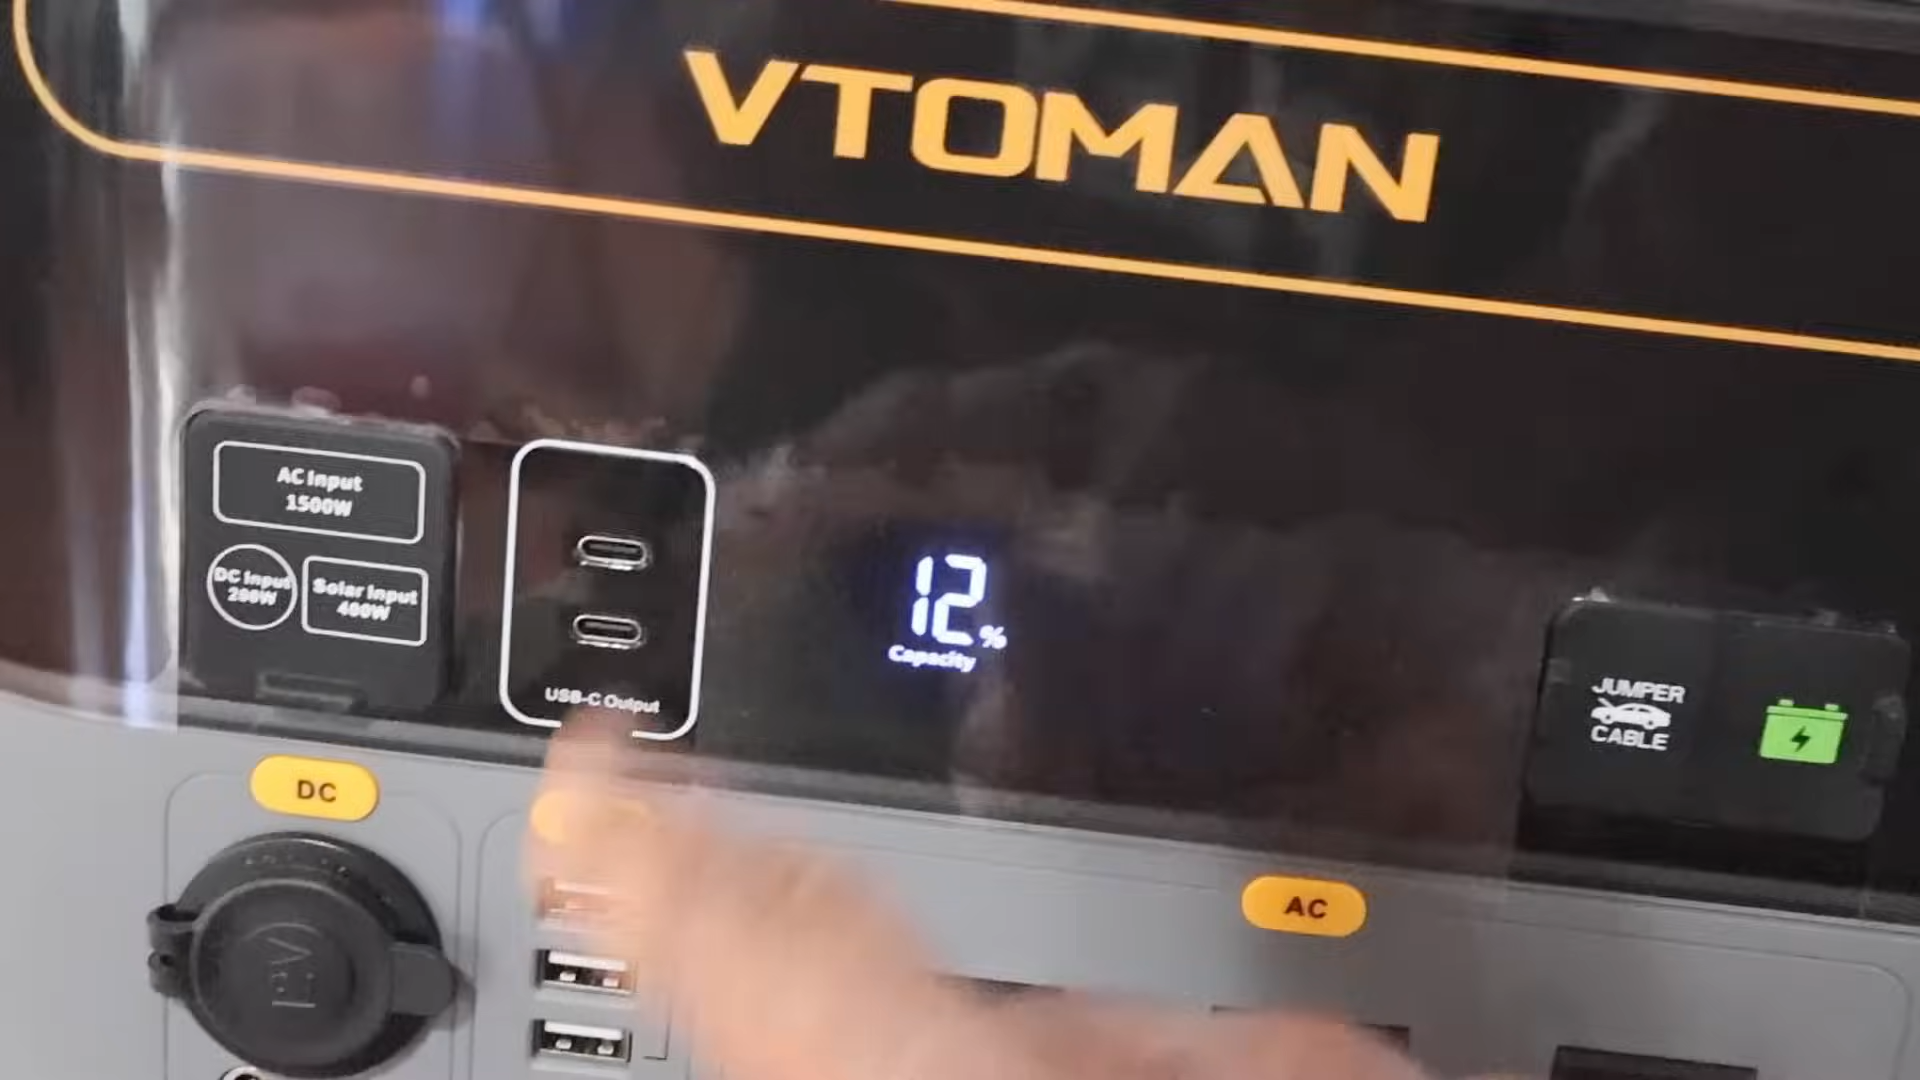 VTOMAN
AC Input
1500W
DC Input
200W
Solar Input
400W
USB-C Output
12%
Capacity
JUMPER
CABLE
DC
AC